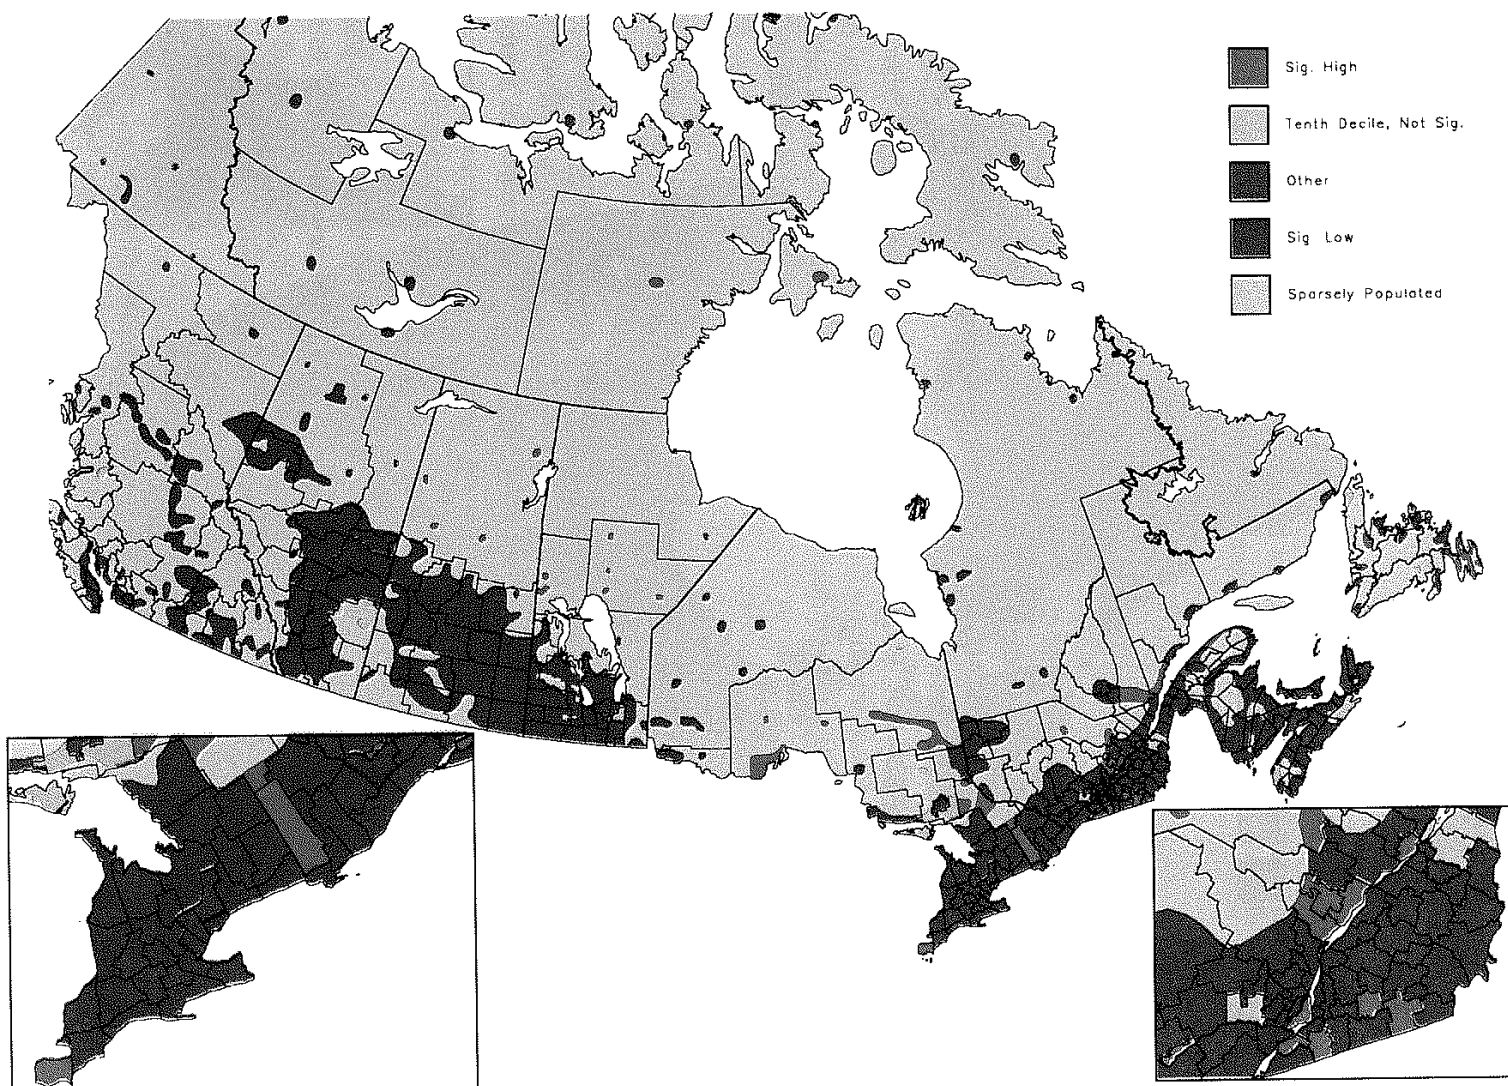 Sig. High
Tenth Decile, Not Sig.
Other
Sig Low
Sparsely Populated